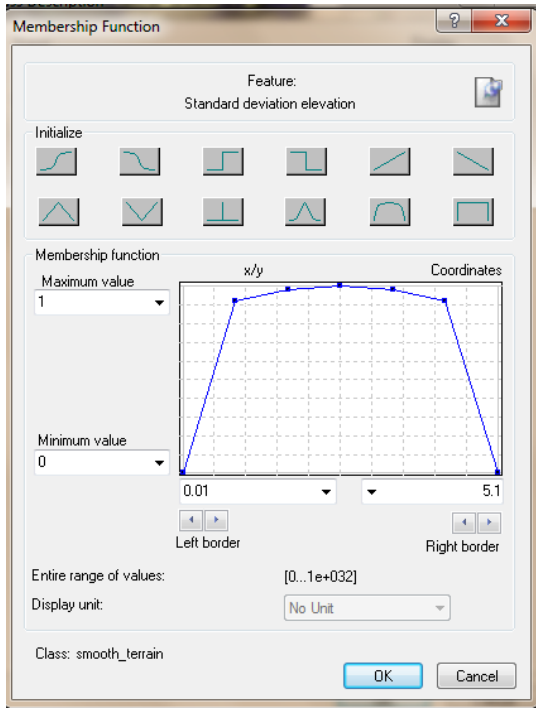 ss Description
Membership Function
?
X
Feature:
Standard deviation elevation
Initialize
Membership function
x/y
Coordinates
Maximum value
1
Minimum value
0
0.01
5.1
Left border
Right border
Entire range of values:
[0...1e+032]
Display unit:
No Unit
Class: smooth_terrain
OK
Cancel